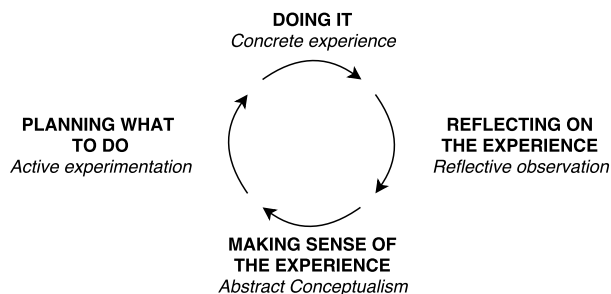 DOING IT
Concrete experience
PLANNING WHAT
TO DO
Active experimentation
REFLECTING ON
THE EXPERIENCE
Reflective observation
MAKING SENSE OF
THE EXPERIENCE
Abstract Conceptualism